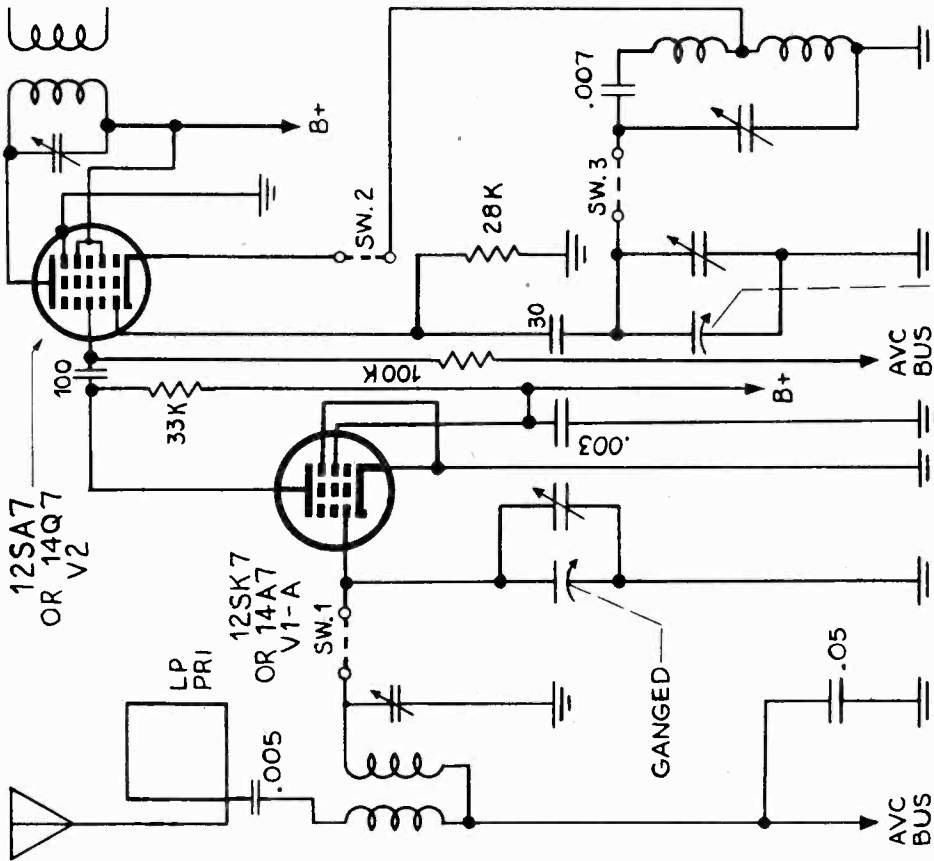 12SA7
OR 14Q7
V2
B+
SW.2
.007
28K
SW.3
30
100
100K
33K
AVC
BUS
B+
.003
12SK7
OR 14A7
V1-A
SW.1
LP
PRI
.005
GANGED
.05
AVC
BUS